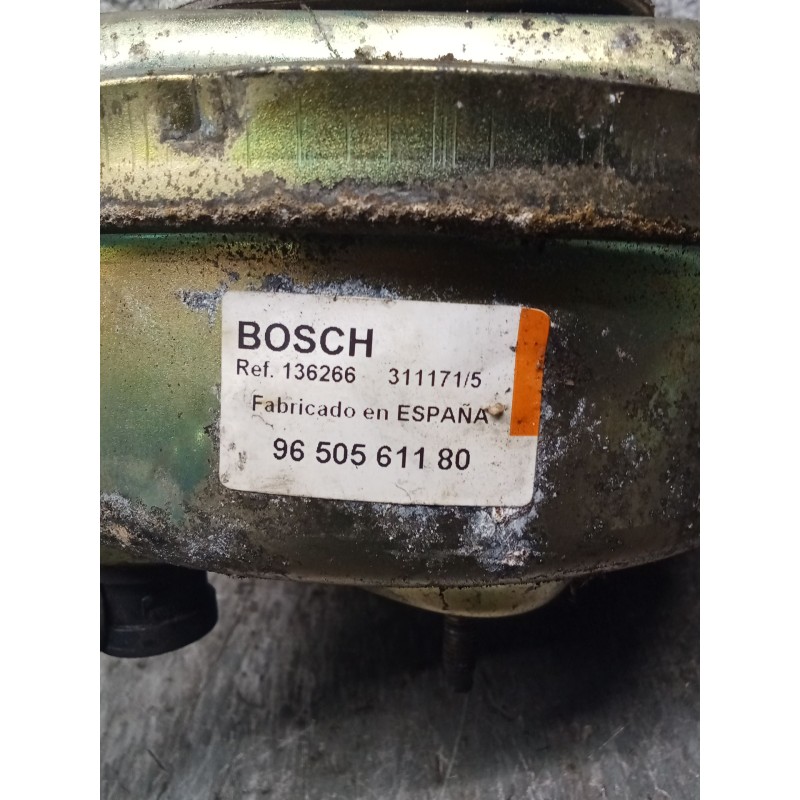 BOSCH
Ref. 136266 311171/5
Fabricado en ESPAÑA
96 505 611 80